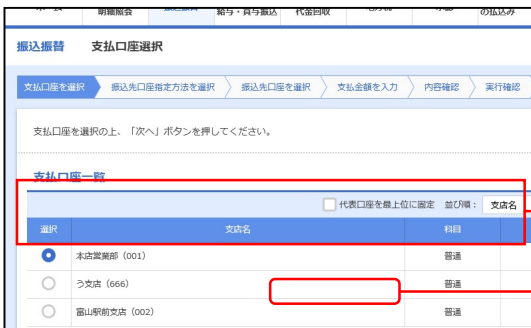 明細照会 給与・賞与振込 代金回収 の払込み
振込振替 支払口座選択
支払口座を選択 振込先口座指定方法を選択 振込先口座を選択 支払金額を入力 内容確認 実行確認
支払口座を選択の上、「次へ」ボタンを押してください。
支払口座一覧
代表口座を最上位に固定 並び順： 支店名
選択 支店名 科目
本店営業部（001） 普通
う支店（666） 普通
富山駅前支店（002） 普通